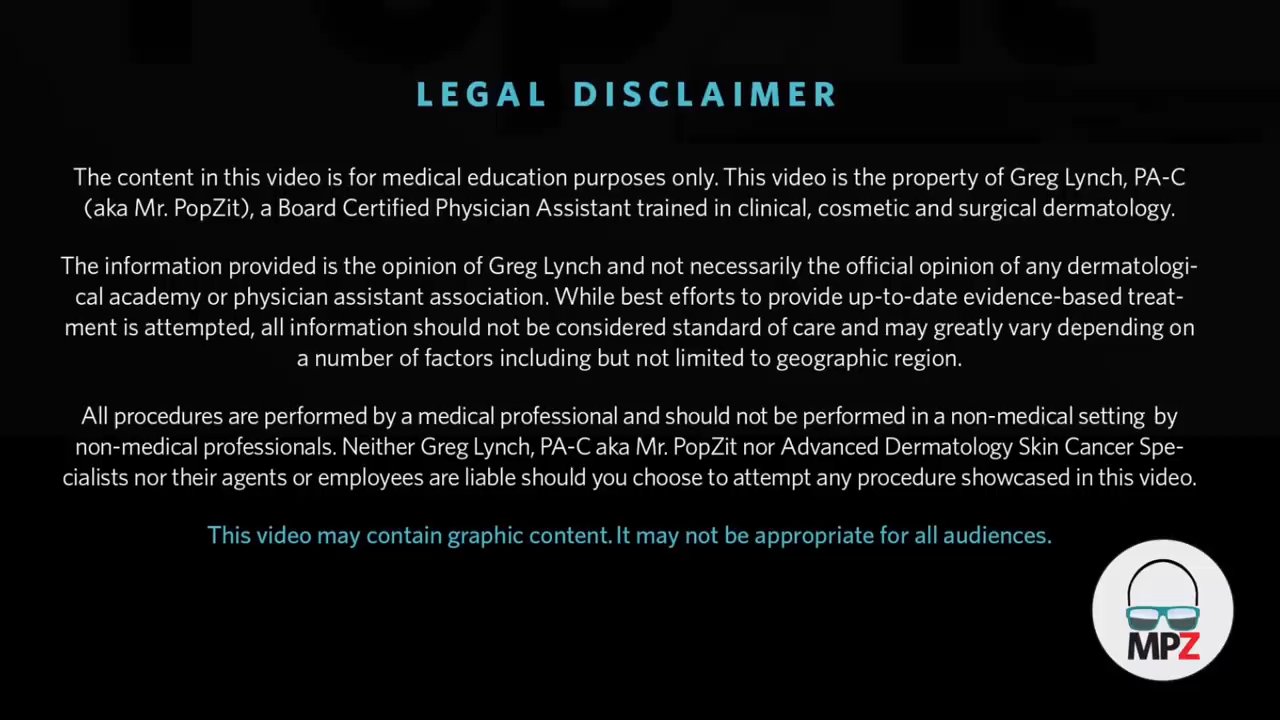 LEGAL DISCLAIMER
The content in this video is for medical education purposes only. This video is the property of Greg Lynch, PA-C
(aka Mr. PopZit), a Board Certified Physician Assistant trained in clinical, cosmetic and surgical dermatology.
The information provided is the opinion of Greg Lynch and not necessarily the official opinion of any dermatologi-
cal academy or physician assistant association. While best efforts to provide up-to-date evidence-based treat-
ment is attempted, all information should not be considered standard of care and may greatly vary depending on
a number of factors including but not limited to geographic region.
All procedures are performed by a medical professional and should not be performed in a non-medical setting by
non-medical professionals. Neither Greg Lynch, PA-C aka Mr. PopZit nor Advanced Dermatology Skin Cancer Spe-
cialists nor their agents or employees are liable should you choose to attempt any procedure showcased in this video.
This video may contain graphic content. It may not be appropriate for all audiences.
MPZ